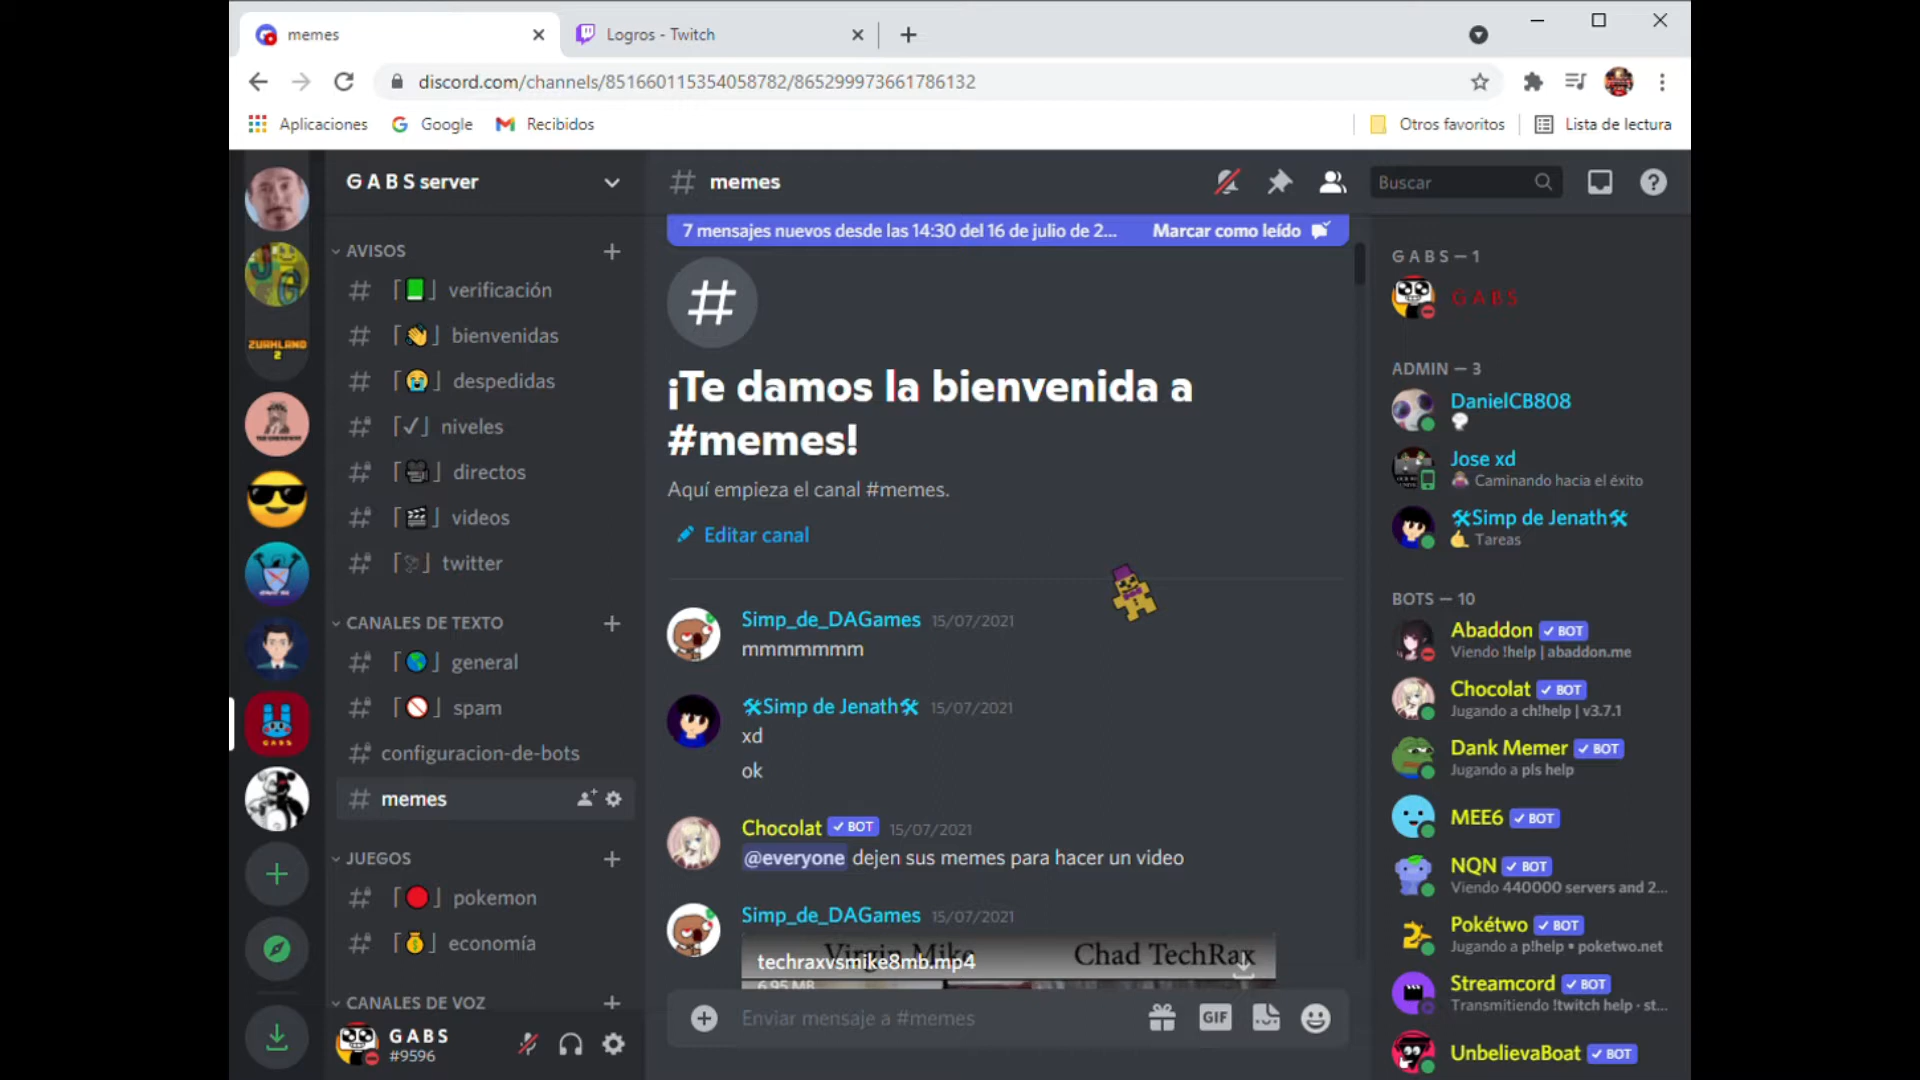 memes
Logros - Twitch
discord.com/channels/851660115354058782/865299973661786132
Aplicaciones
Google
Recibidos
Otros favoritos
Lista de lectura
ZURHLAND
2
GABS
G A B S server
AVISOS
verificación
bienvenidas
despedidas
niveles
directos
videos
twitter
CANALES DE TEXTO
general
spam
configuracion-de-bots
memes
JUEGOS
pokemon
economía
CANALES DE VOZ
G A B S
#9596
memes
Buscar
7 mensajes nuevos desde las 14:30 del 16 de julio de 2...
Marcar como leído
¡Te damos la bienvenida a
#memes!
Aquí empieza el canal #memes.
Editar canal
Simp_de_DAGames 15/07/2021
mmmmmmm
Simp de Jenath 15/07/2021
xd
ok
Chocolat BOT 15/07/2021
@everyone dejen sus memes para hacer un video
Simp_de_DAGames 15/07/2021
Virgin Mike Chad TechRax
techraxvsmike8mb.mp4
6.95 MB
Enviar mensaje a #memes
GIF
G A B S — 1
G A B S
ADMIN — 3
DanielCB808
Jose xd
Caminando hacia el éxito
Simp de Jenath
Tareas
BOTS — 10
Abaddon BOT
Viendo !help | abaddon.me
Chocolat BOT
Jugando a ch!help | v3.7.1
Dank Memer BOT
Jugando a pls help
MEE6 BOT
NQN BOT
Viendo 440000 servers and 2...
Pokétwo BOT
Jugando a p!help • poketwo.net
Streamcord BOT
Transmitiendo !twitch help · st...
UnbelievaBoat BOT